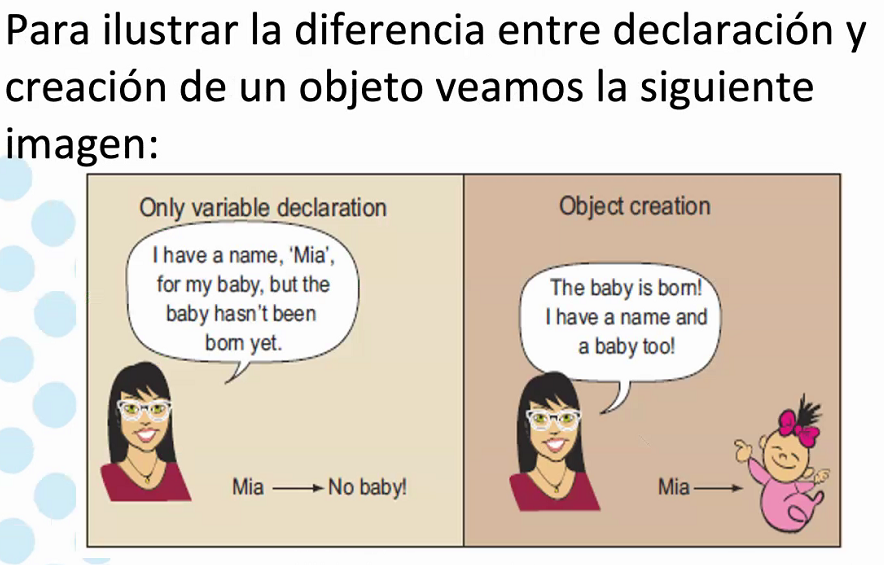 Para ilustrar la diferencia entre declaración y
creación de un objeto veamos la siguiente
imagen:
Only variable declaration
I have a name, ‘Mia’,
for my baby, but the
baby hasn't been
born yet.
Mia
No baby!
Object creation
The baby is born!
I have a name and
a baby too!
Mia